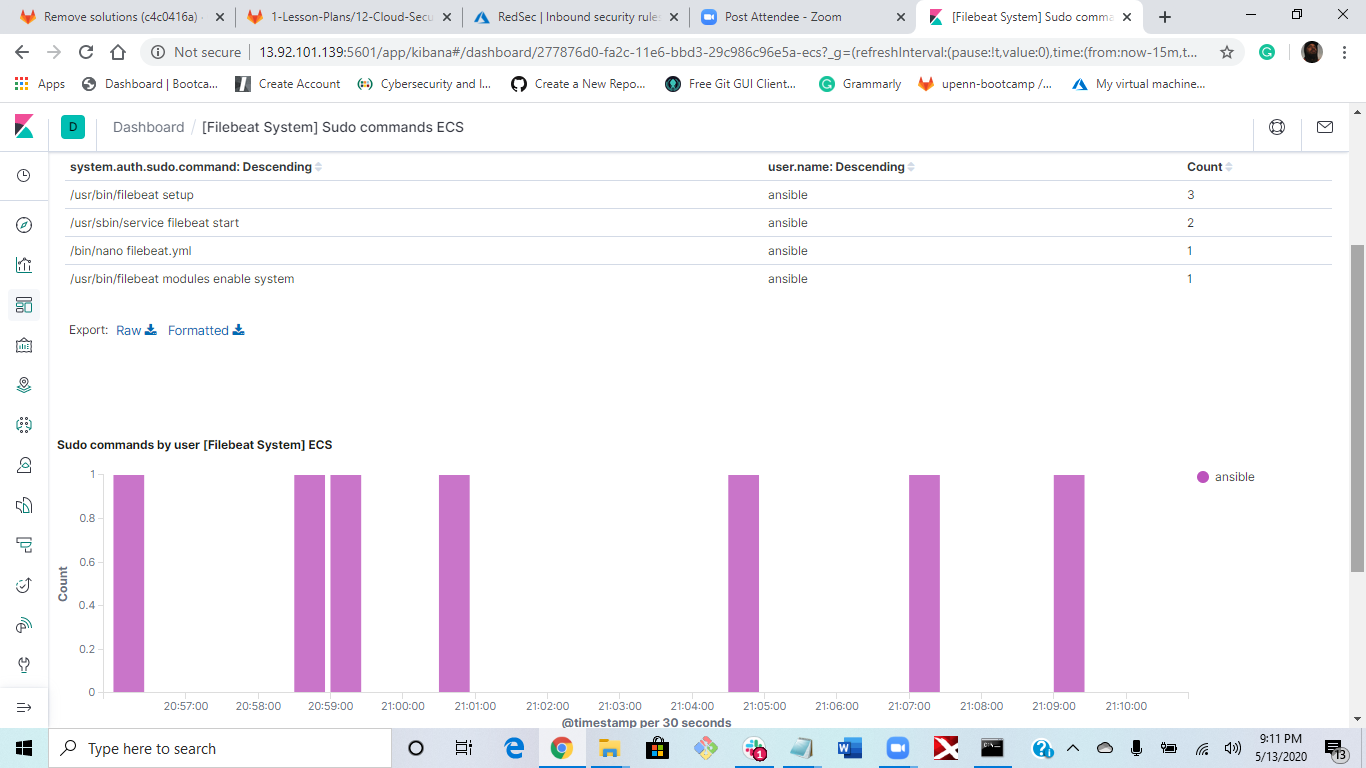 Remove solutions (c4c0416a)
1-Lesson-Plans/12-Cloud-Secu
RedSec | Inbound security rules
Post Attendee - Zoom
[Filebeat System] Sudo comma
Not secure | 13.92.101.139:5601/app/kibana#/dashboard/277876d0-fa2c-11e6-bbd3-29c986c96e5a-ecs?_g=(refreshInterval:(pause:!t,value:0),time:(from:now-15m,t...
Apps Dashboard | Bootca... Create Account Cybersecurity and I... Create a New Repo... Free Git GUI Client... Grammarly upenn-bootcamp /... My virtual machine...
D Dashboard / [Filebeat System] Sudo commands ECS
system.auth.sudo.command: Descending user.name: Descending Count
/usr/bin/filebeat setup ansible 3
/usr/sbin/service filebeat start ansible 2
/bin/nano filebeat.yml ansible 1
/usr/bin/filebeat modules enable system ansible 1
Export: Raw Formatted
Sudo commands by user [Filebeat System] ECS
1
0.8
0.6
0.4
0.2
0
Count
ansible
20:57:00 20:58:00 20:59:00 21:00:00 21:01:00 21:02:00 21:03:00 21:04:00 21:05:00 21:06:00 21:07:00 21:08:00 21:09:00 21:10:00
@timestamp per 30 seconds
Type here to search
1
9:11 PM
5/13/2020
13